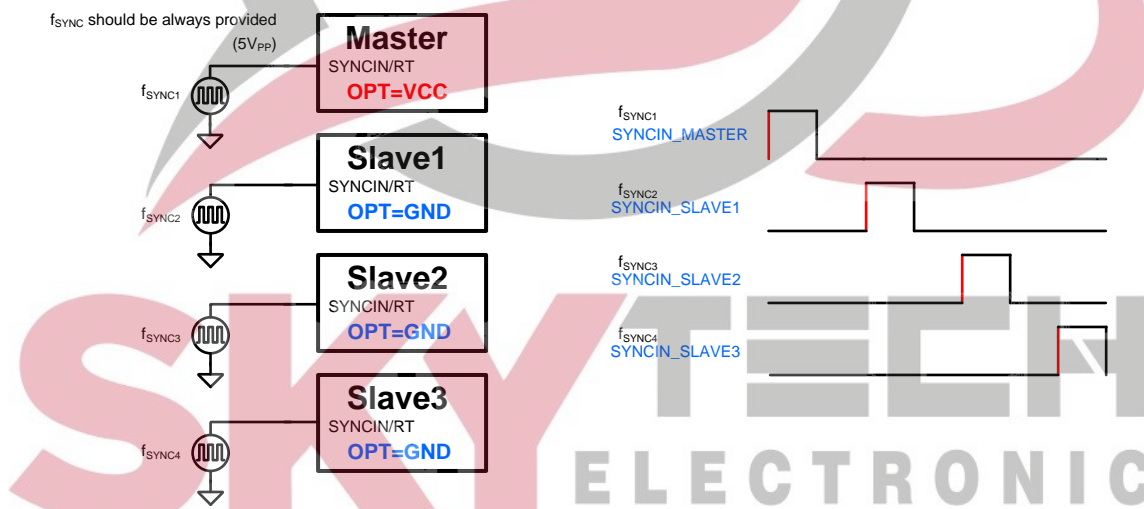 fSYNC should be always provided
(5VPP)
Master
SYNCIN/RT
OPT=VCC
fSYNC1
Slave1
SYNCIN/RT
OPT=GND
fSYNC2
Slave2
SYNCIN/RT
OPT=GND
fSYNC3
Slave3
SYNCIN/RT
OPT=GND
fSYNC4
fSYNC1
SYNCIN_MASTER
fSYNC2
SYNCIN_SLAVE1
fSYNC3
SYNCIN_SLAVE2
fSYNC4
SYNCIN_SLAVE3
SKYTECH
ELECTRONIC